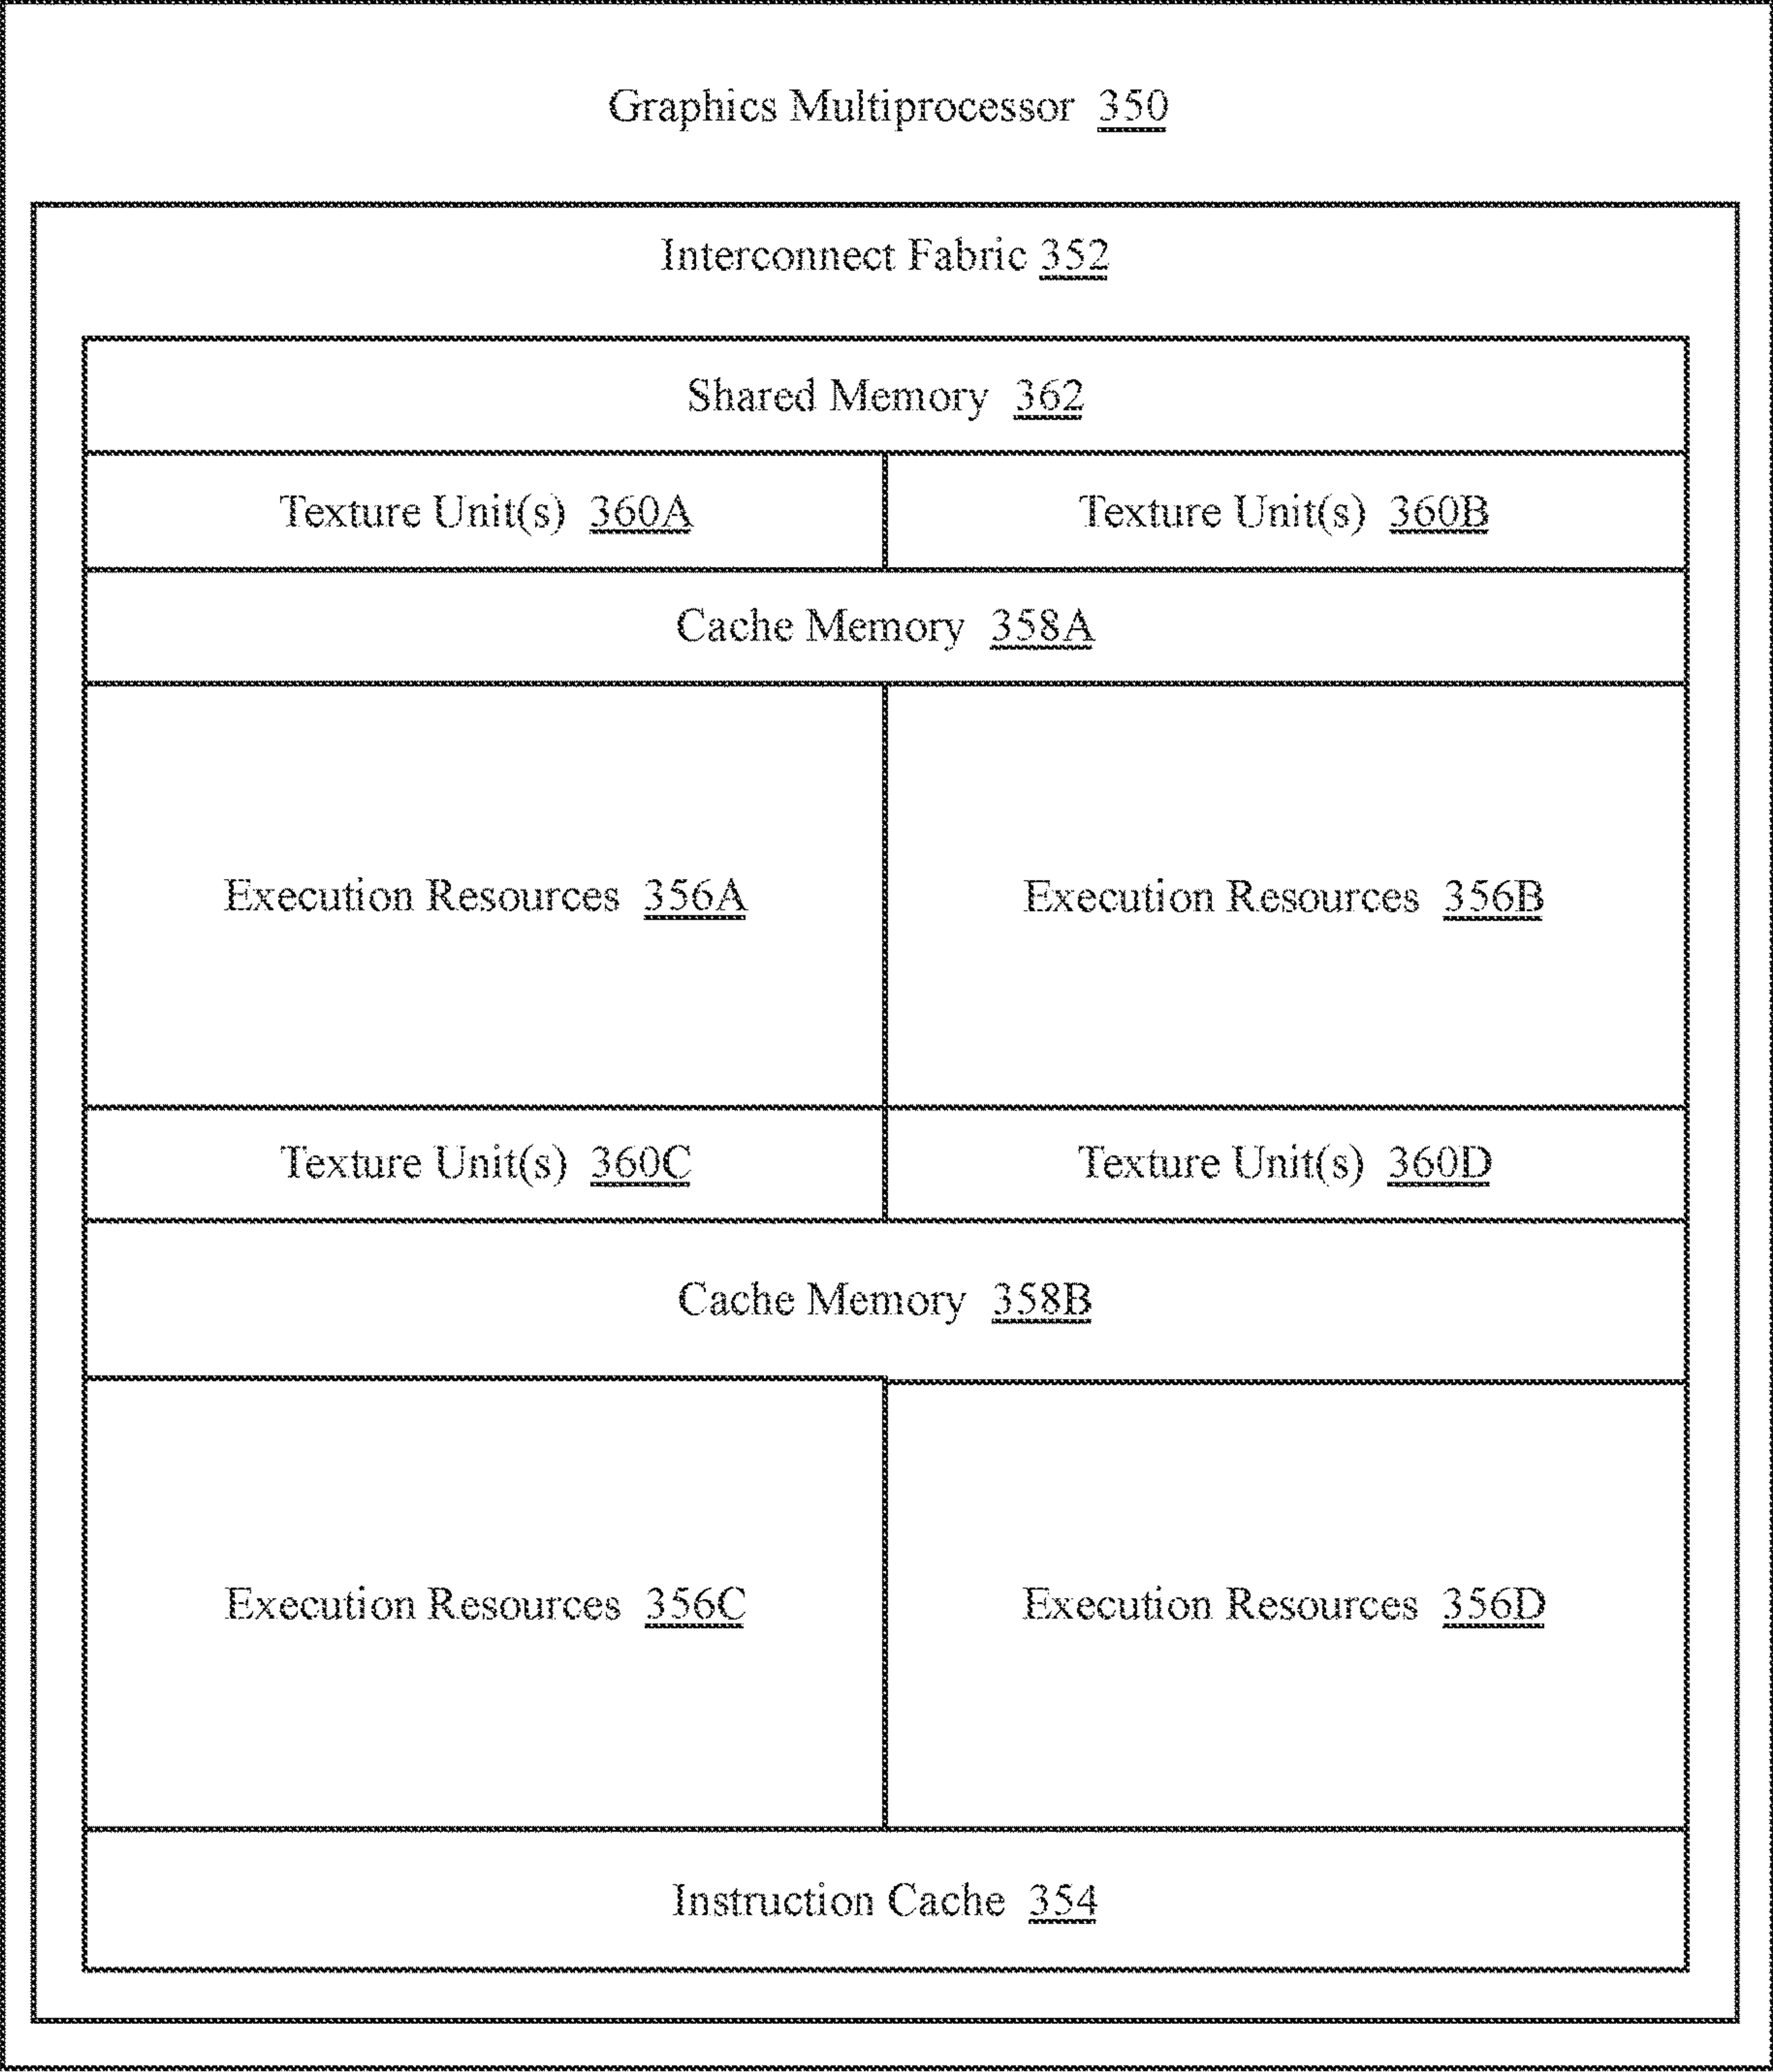 Graphics Multiprocessor 350
Interconnect Fabric 352
Shared Memory 362
Texture Unit(s) 360A
Texture Unit(s) 360B
Cache Memory 358A
Execution Resources 356A
Execution Resources 356B
Texture Unit(s) 360C
Texture Unit(s) 360D
Cache Memory 358B
Execution Resources 356C
Execution Resources 356D
Instruction Cache 354